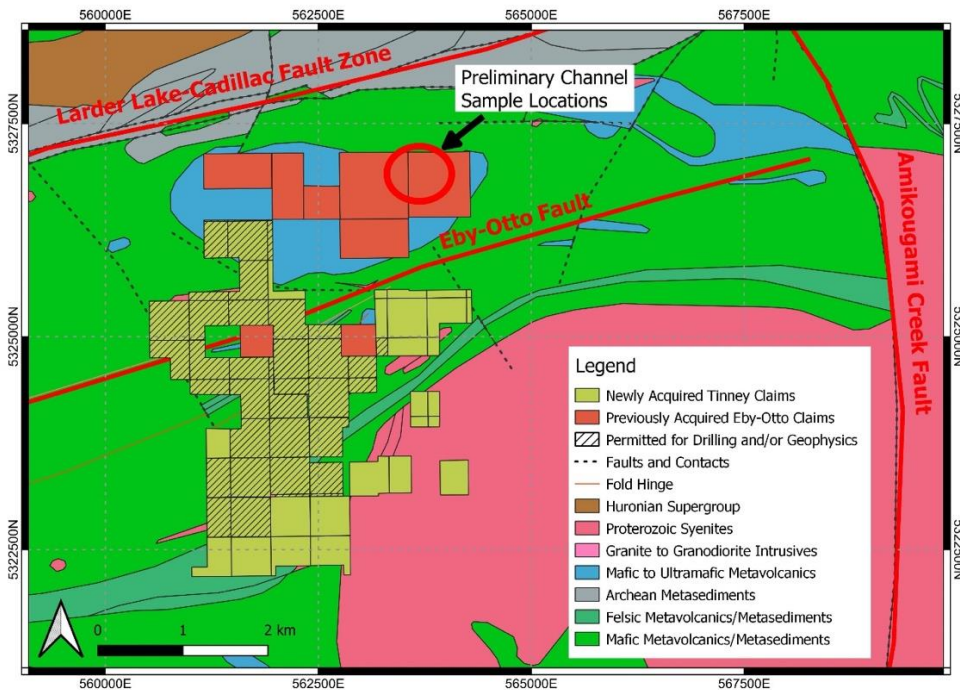 560000E 562500E 565000E 567500E
Larder Lake-Cadillac Fault Zone
Preliminary Channel
Sample Locations
5327500N
5327500N
Eby-Otto Fault
Amikougami Creek Fault
5325000N
5325000N
Legend
Newly Acquired Tinney Claims
Previously Acquired Eby-Otto Claims
Permitted for Drilling and/or Geophysics
Faults and Contacts
Fold Hinge
Huronian Supergroup
Proterozoic Syenites
Granite to Granodiorite Intrusives
Mafic to Ultramafic Metavolcanics
Archean Metasediments
Felsic Metavolcanics/Metasediments
Mafic Metavolcanics/Metasediments
5322500N
5322500N
0 1 2 km
560000E 562500E 565000E 567500E